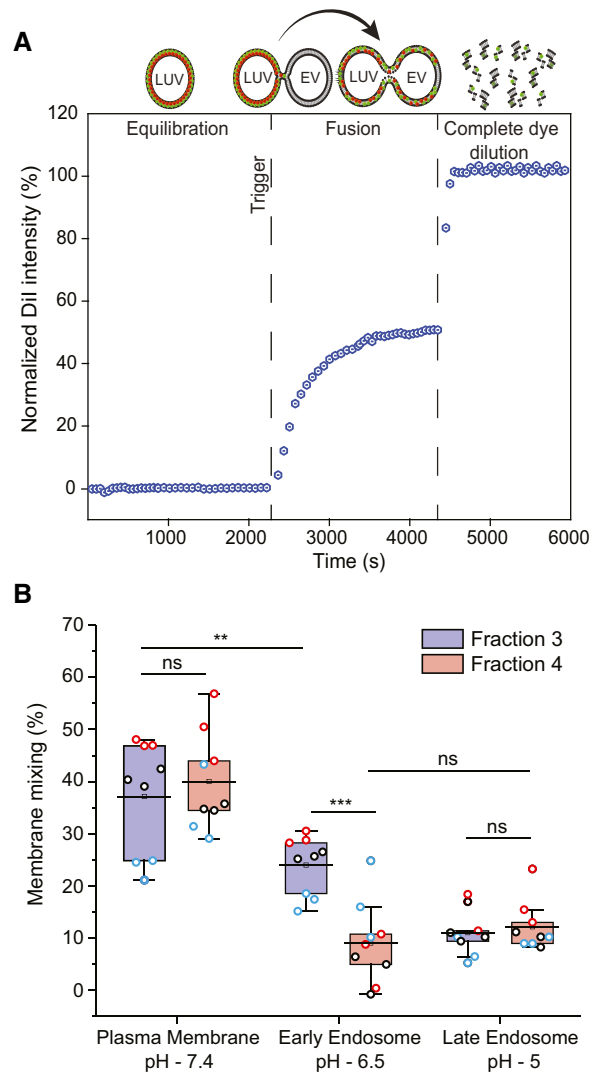 A
LUV
LUV
EV
LUV
EV
120
Equilibration
Fusion
Complete dye
dilution
Trigger
100
80
60
40
20
0
Normalized DiI intensity (%)
1000
2000
3000
4000
5000
6000
Time (s)
B
70
60
50
40
30
20
10
0
Membrane mixing (%)
Fraction 3
Fraction 4
**
ns
ns
***
ns
Plasma Membrane
pH - 7.4
Early Endosome
pH - 6.5
Late Endosome
pH - 5